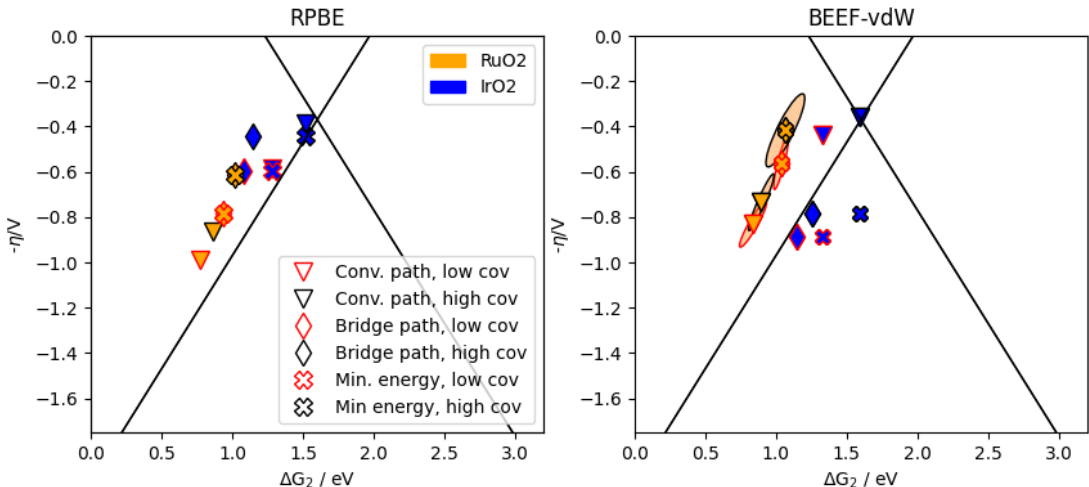 RPBE
BEEF-vdW
0.0
−0.2
−0.4
−0.6
−0.8
−1.0
−1.2
−1.4
−1.6
-η/V
RuO2
IrO2
Conv. path, low cov
Conv. path, high cov
Bridge path, low cov
Bridge path, high cov
Min. energy, low cov
Min energy, high cov
0.0 0.5 1.0 1.5 2.0 2.5 3.0
ΔG₂ / eV
0.0
−0.2
−0.4
−0.6
−0.8
−1.0
−1.2
−1.4
−1.6
-η/V
0.0 0.5 1.0 1.5 2.0 2.5 3.0
ΔG₂ / eV